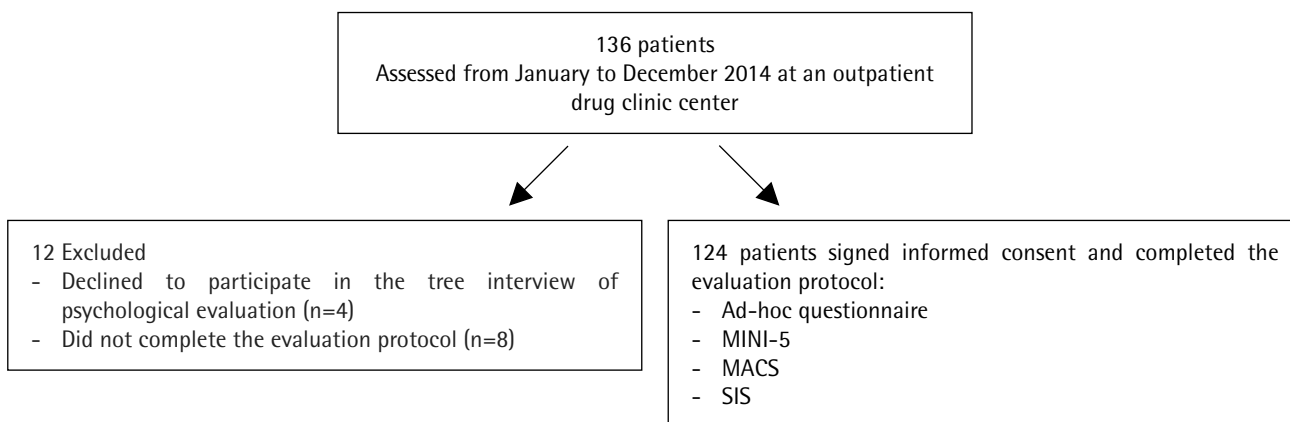 136 patients
Assessed from January to December 2014 at an outpatient
drug clinic center
12 Excluded
- Declined to participate in the tree interview of
psychological evaluation (n=4)
- Did not complete the evaluation protocol (n=8)
124 patients signed informed consent and completed the
evaluation protocol:
- Ad-hoc questionnaire
- MINI-5
- MACS
- SIS